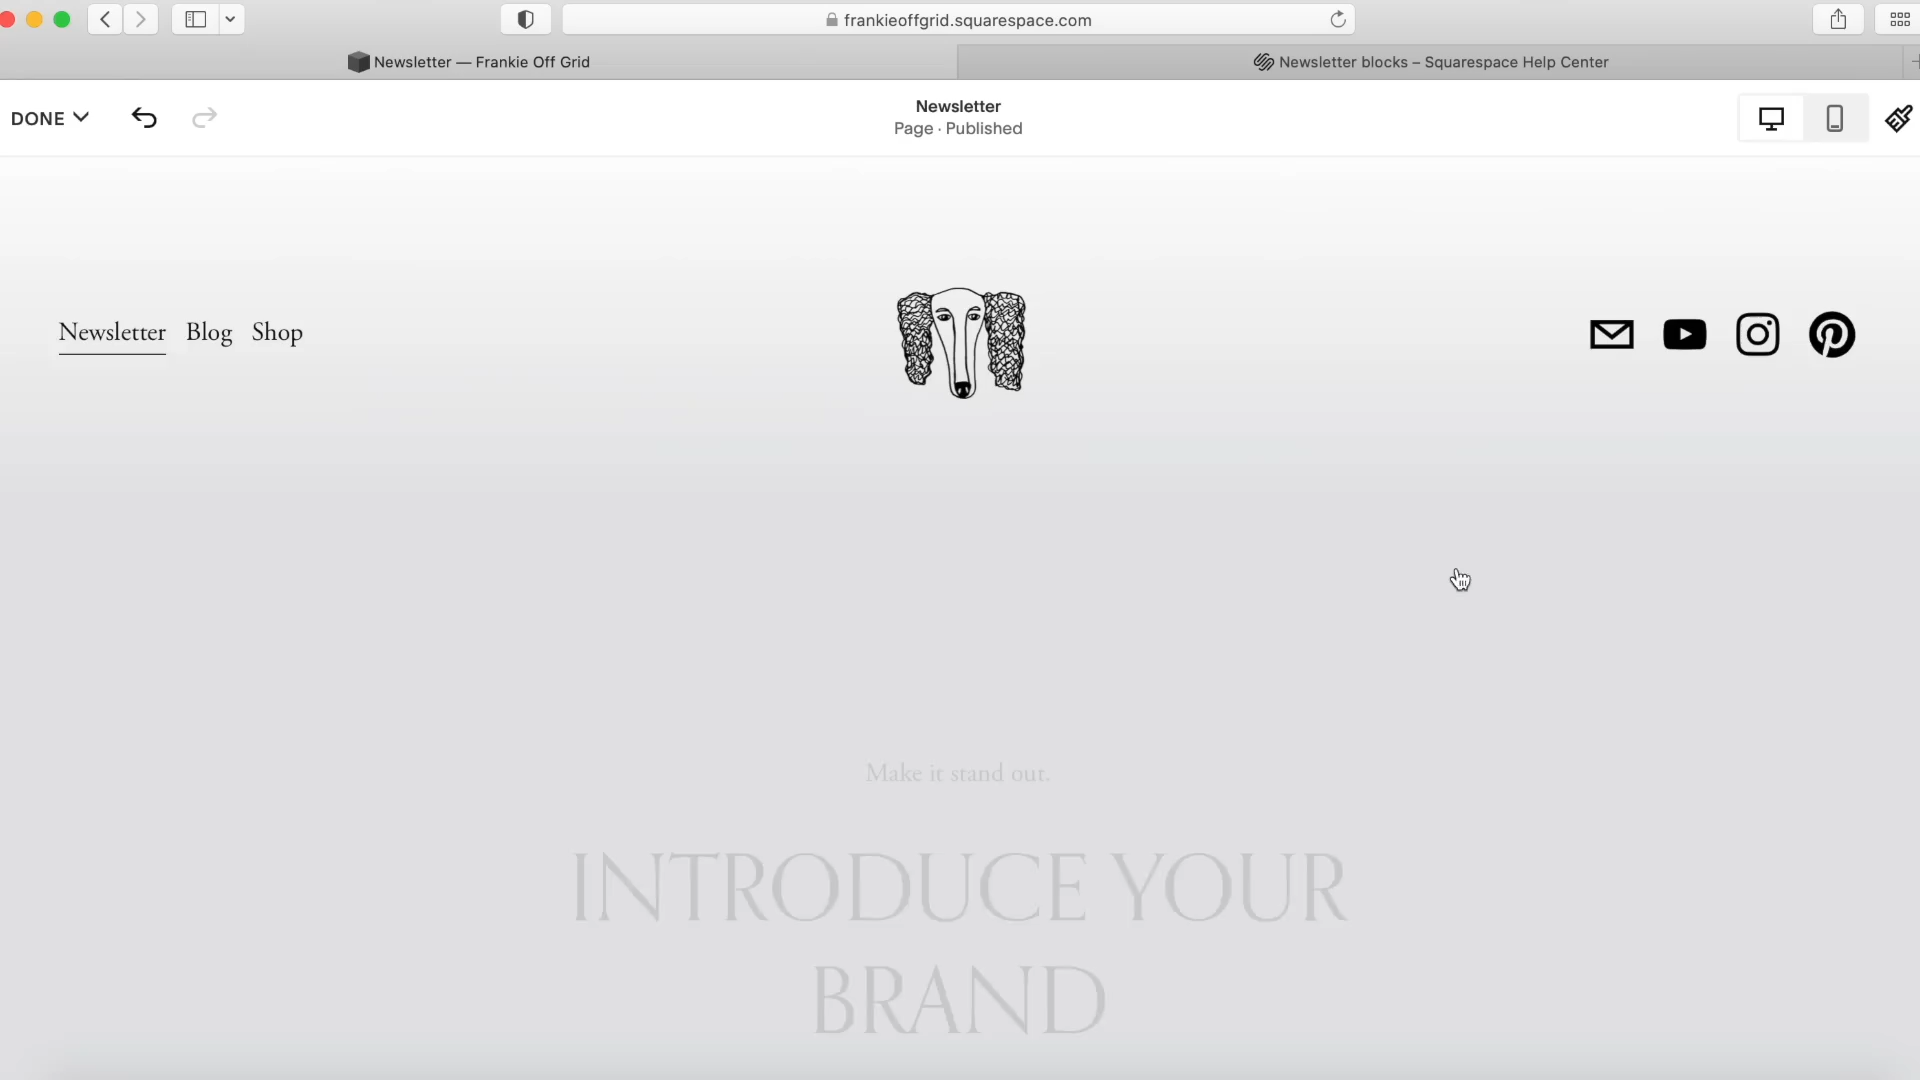 frankieoffgrid.squarespace.com
Newsletter — Frankie Off Grid
Newsletter blocks – Squarespace Help Center
DONE
Newsletter
Page · Published
Newsletter Blog Shop
Make it stand out.
INTRODUCE YOUR
BRAND